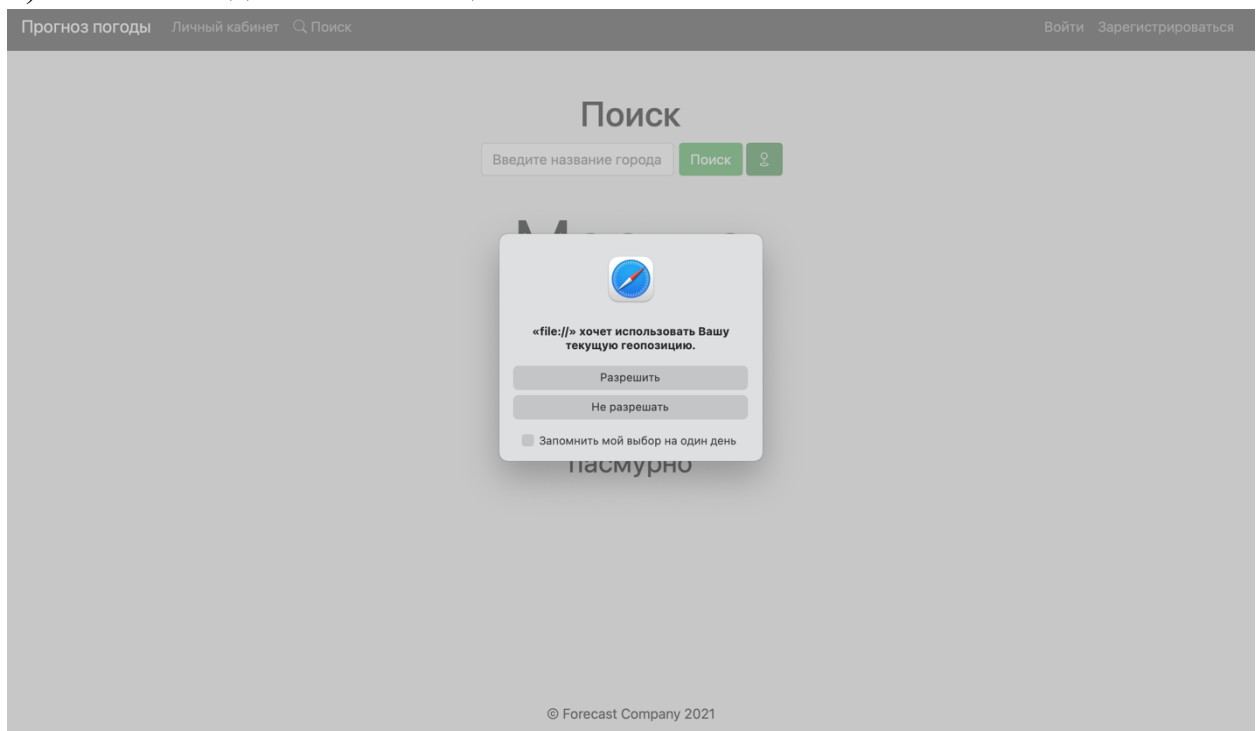 Прогноз погоды Личный кабинет Поиск Войти Зарегистрироваться
Поиск
Введите название города Поиск
«file://» хочет использовать Вашу
текущую геопозицию.
Разрешить
Не разрешать
Запомнить мой выбор на один день
пасмурно
© Forecast Company 2021